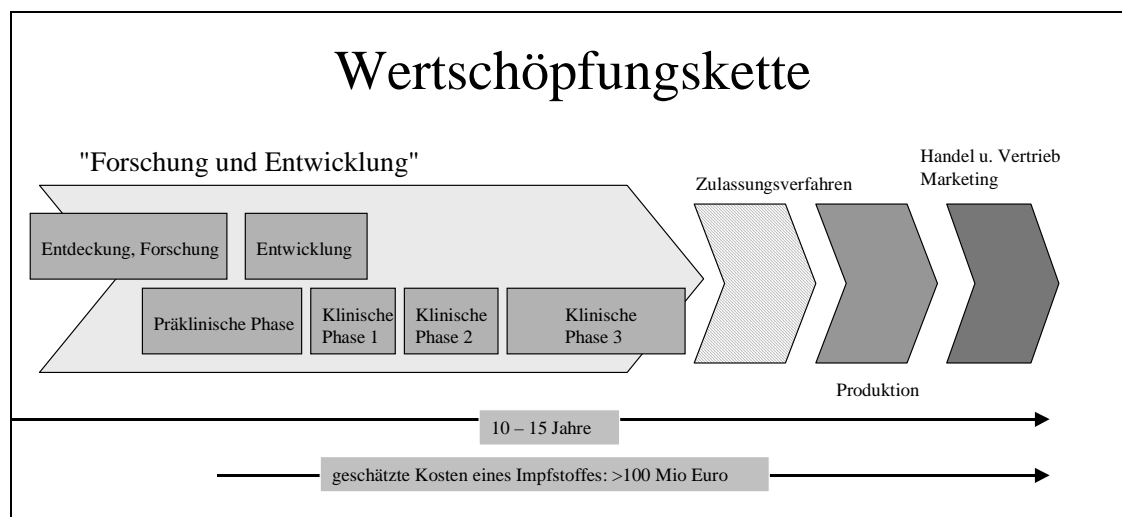 Wertschöpfungskette
"Forschung und Entwicklung"
Handel u. Vertrieb
Marketing
Zulassungsverfahren
Entdeckung, Forschung
Entwicklung
Präklinische Phase
Klinische
Phase 1
Klinische
Phase 2
Klinische
Phase 3
Produktion
10 – 15 Jahre
geschätzte Kosten eines Impfstoffes: >100 Mio Euro